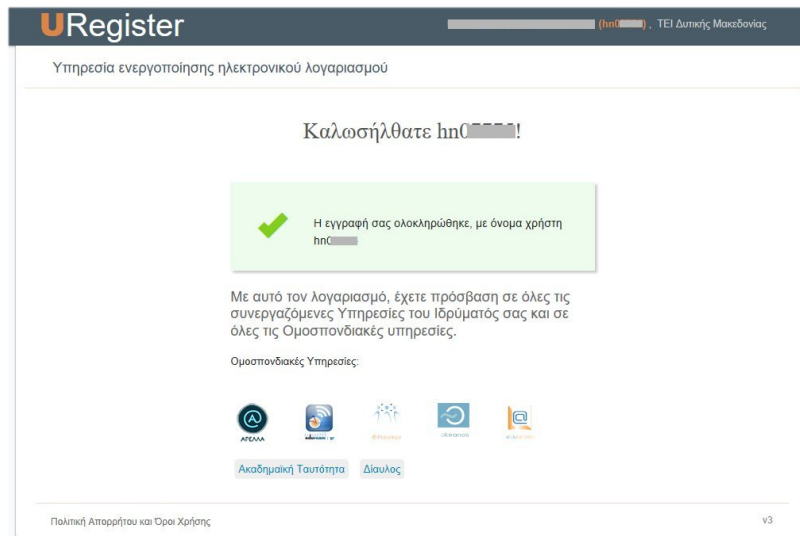 URegister
(hn0 ), ΤΕΙ Δυτικής Μακεδονίας
Υπηρεσία ενεργοποίησης ηλεκτρονικού λογαριασμού
Καλωσήλθατε hn0 !
Η εγγραφή σας ολοκληρώθηκε, με όνομα χρήστη
hn0
Με αυτό τον λογαριασμό, έχετε πρόσβαση σε όλες τις
συνεργαζόμενες Υπηρεσίες του Ιδρύματός σας και σε
όλες τις Ομοσπονδιακές υπηρεσίες.
Ομοσπονδιακές Υπηρεσίες:
ΑΠΕΛΛΑ
okeanos
Ακαδημαϊκή Ταυτότητα Δίαυλος
Πολιτική Απορρήτου και Όροι Χρήσης v3